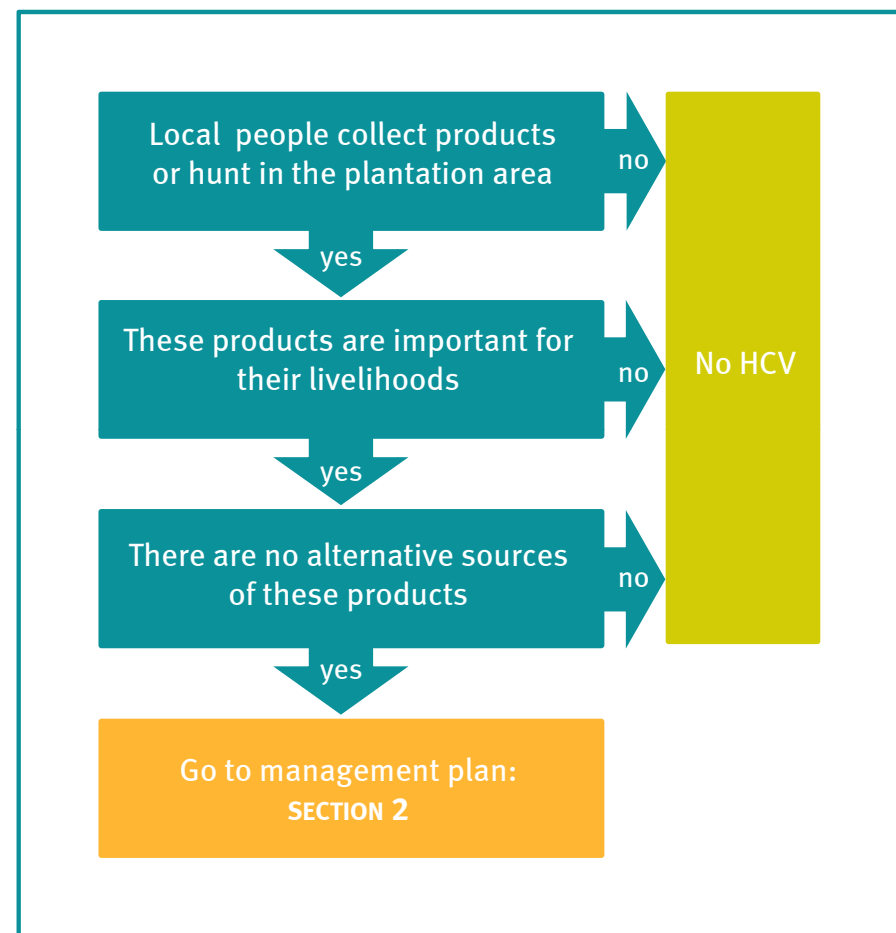 Local people collect products
or hunt in the plantation area
no
yes
These products are important for
their livelihoods
no
No HCV
yes
There are no alternative sources
of these products
no
yes
Go to management plan:
SECTION 2